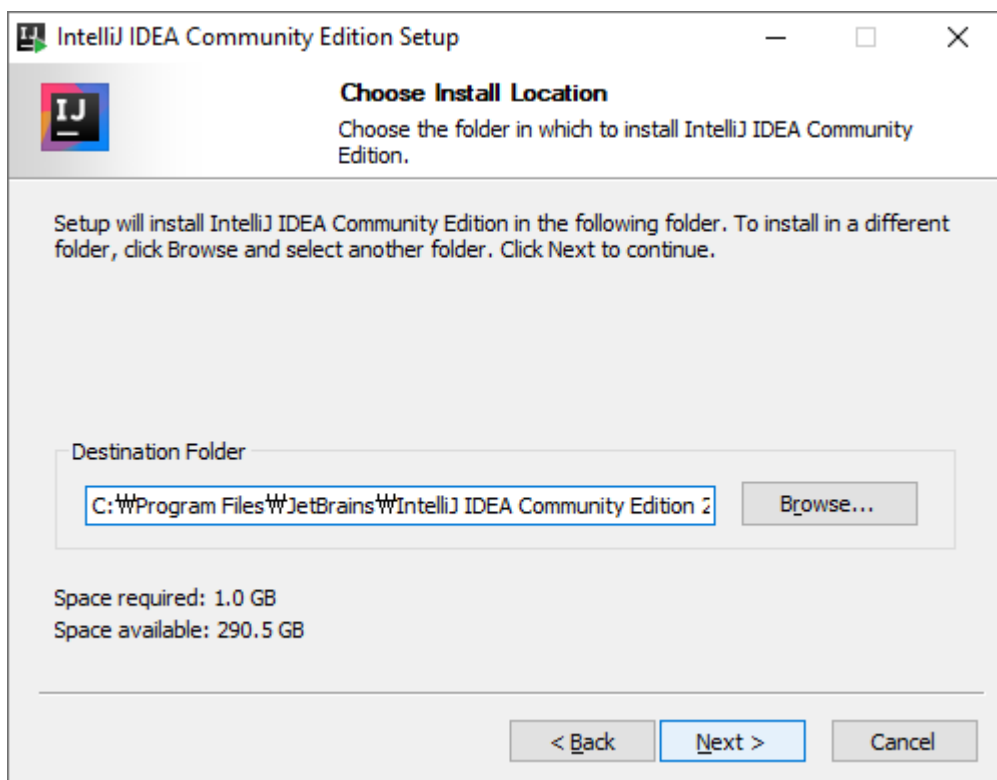 IntelliJ IDEA Community Edition Setup
IJ
Choose Install Location
Choose the folder in which to install IntelliJ IDEA Community
Edition.
Setup will install IntelliJ IDEA Community Edition in the following folder. To install in a different
folder, click Browse and select another folder. Click Next to continue.
Destination Folder
C:₩Program Files₩JetBrains₩IntelliJ IDEA Community Edition 2
Browse...
Space required: 1.0 GB
Space available: 290.5 GB
< Back
Next >
Cancel